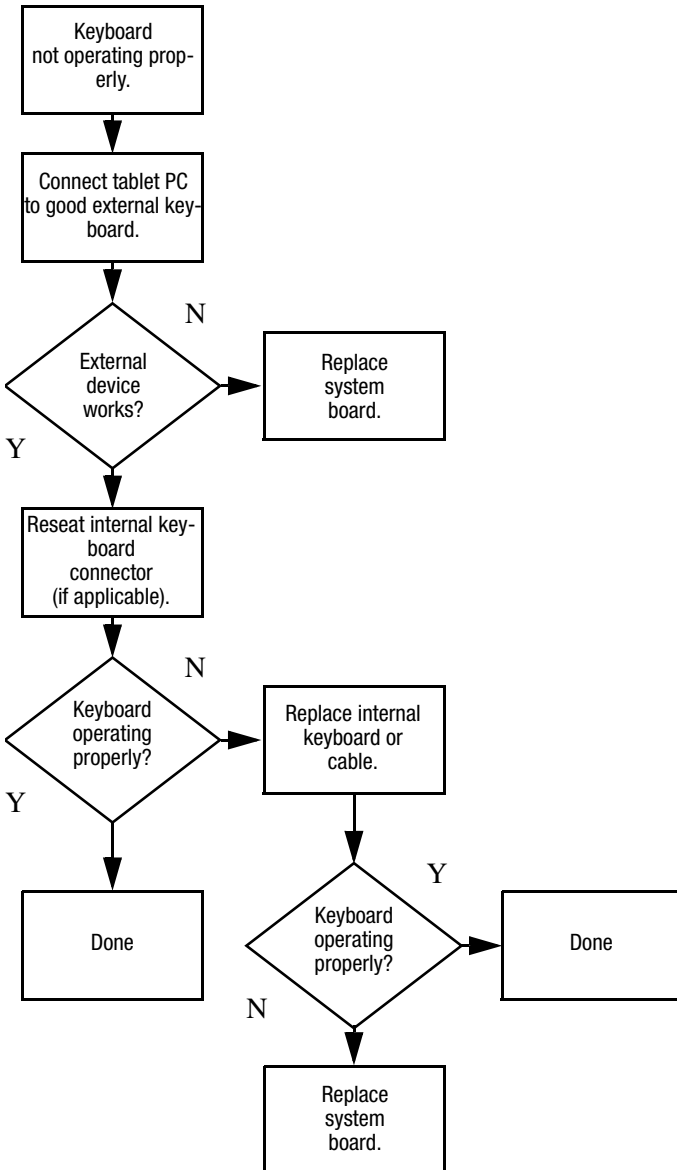 Keyboard
not operating prop-
erly.
Connect tablet PC
to good external key-
board.
N
External
device
works?
Replace
system
board.
Y
Reseat internal key-
board
connector
(if applicable).
N
Keyboard
operating
properly?
Replace internal
keyboard or
cable.
Y
Y
Done
Keyboard
operating
properly?
Done
N
Replace
system
board.